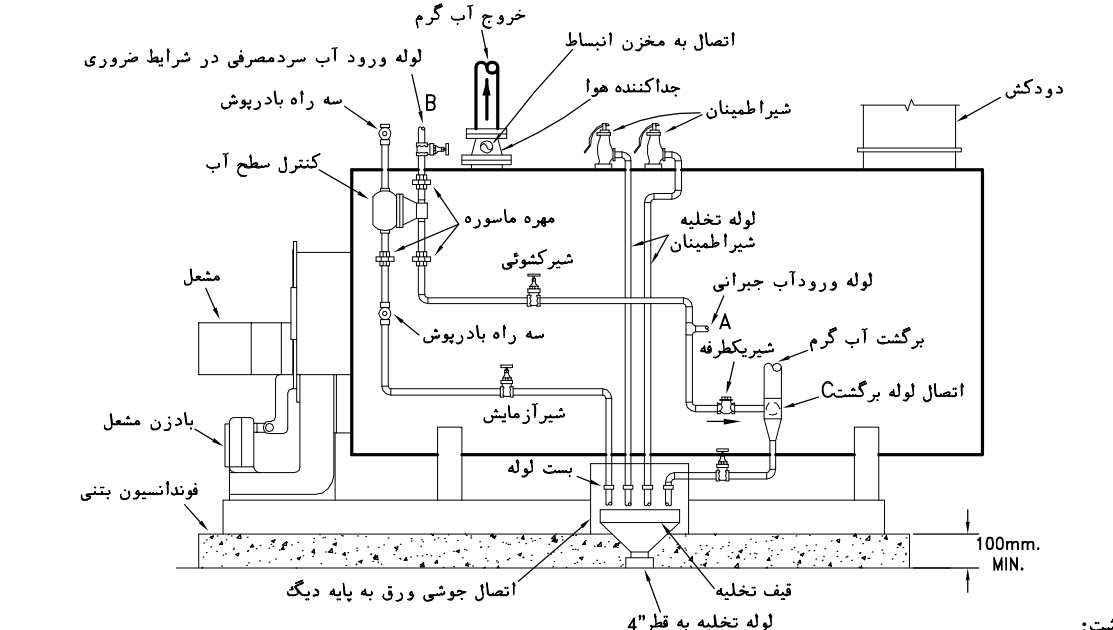 خروج آب گرم
اتصال به مخزن انبساط
لوله ورود آب سردمصرفی در شرایط ضروری
جداکننده هوا
دودکش
سه راه بادرپوش
B
شیراطمینان
کنترل سطح آب
مهره ماسوره
لوله تخلیه
شیراطمینان
شیرکشوئی
لوله ورودآب جبرانی
مشعل
A
سه راه بادرپوش
شیریکطرفه
برگشت آب گرم
اتصال لوله برگشتC
شیرآزمایش
بادزن مشعل
بست لوله
فوندانسیون بتنی
100mm.
MIN.
اتصال جوشی ورق به پایه دیگ
قیف تخلیه
لوله تخلیه به قطر"4